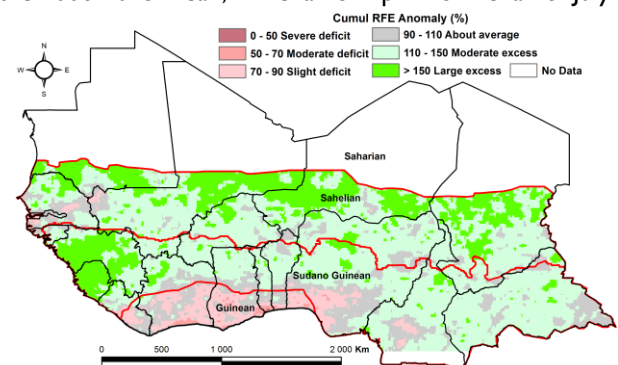 Cumul RFE Anomaly (%)
0 - 50 Severe deficit
50 - 70 Moderate deficit
70 - 90 Slight deficit
90 - 110 About average
110 - 150 Moderate excess
> 150 Large excess
No Data
N
W
E
S
Saharian
Sahelian
Sudano Guinean
Guinean
0 500 1 000 2 000 Km